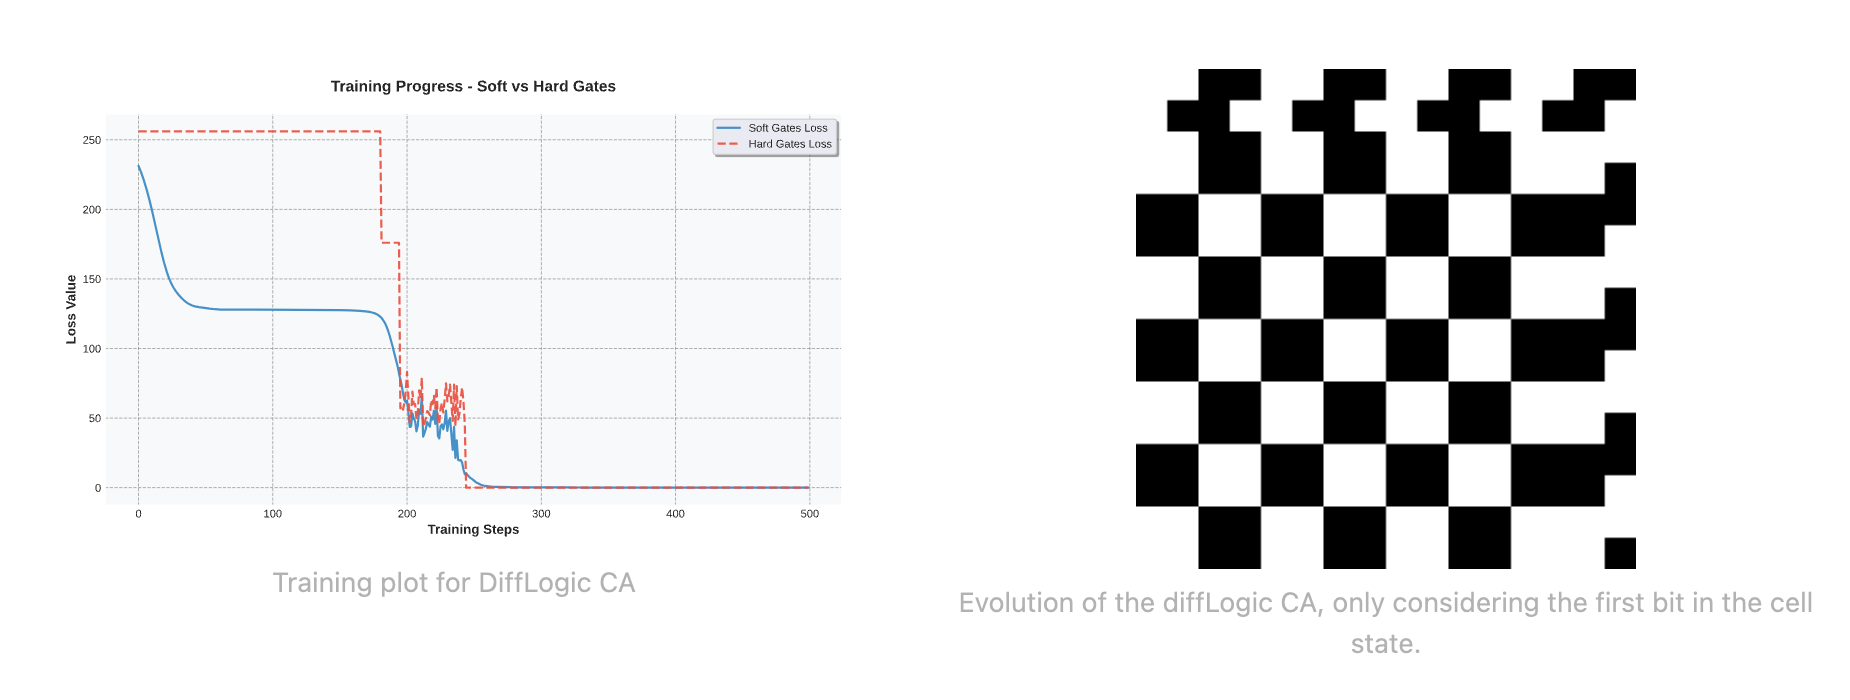 Training Progress - Soft vs Hard Gates
Soft Gates Loss
Hard Gates Loss
250
200
150
100
50
0
Loss Value
0 100 200 300 400 500
Training Steps
Training plot for DiffLogic CA
Evolution of the diffLogic CA, only considering the first bit in the cell
state.